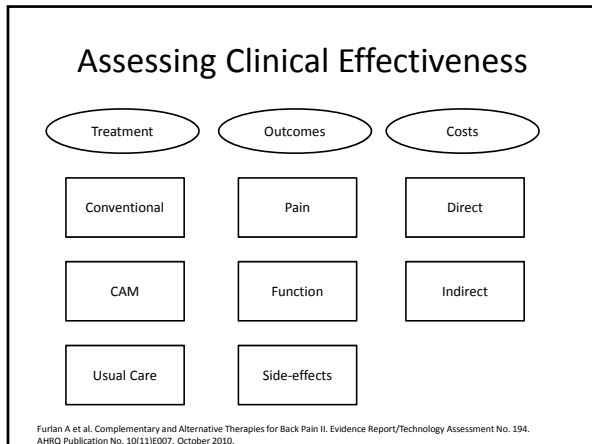 Assessing Clinical Effectiveness
Treatment
Outcomes
Costs
Conventional
Pain
Direct
CAM
Function
Indirect
Usual Care
Side-effects
Furlan A et al. Complementary and Alternative Therapies for Back Pain II. Evidence Report/Technology Assessment No. 194.
AHRQ Publication No. 10(11)E007. October 2010.